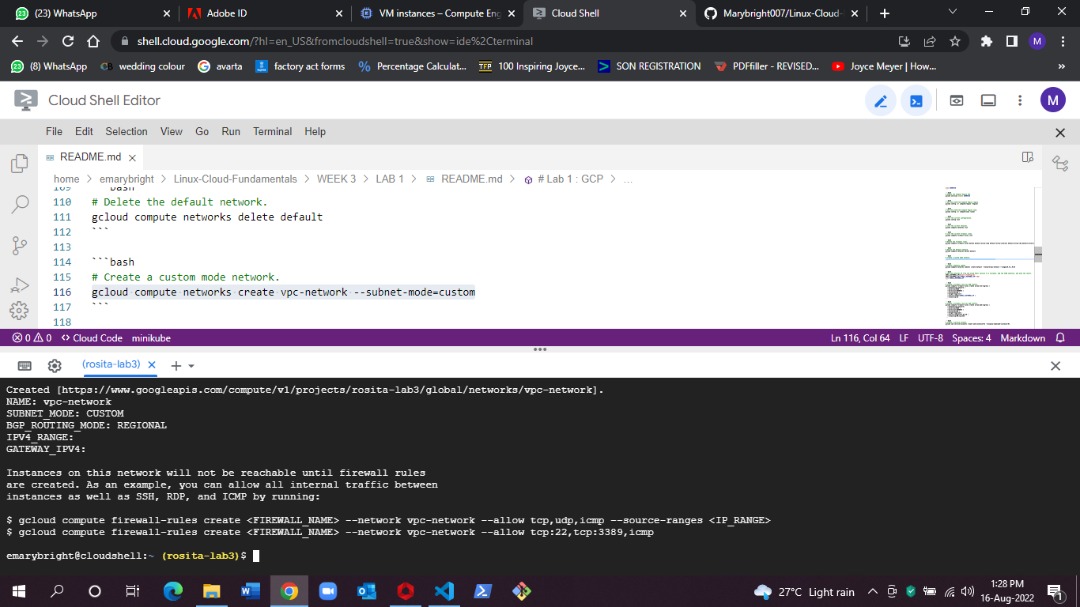 (23) WhatsApp
Adobe ID
VM instances – Compute Eng
Cloud Shell
Marybright007/Linux-Cloud-
shell.cloud.google.com/?hl=en_US&fromcloudshell=true&show=ide%2Cterminal
M
(8) WhatsApp
wedding colour
avarta
factory act forms
Percentage Calculat...
100 Inspiring Joyce...
SON REGISTRATION
PDFfiller - REVISED...
Joyce Meyer | How...
»
Cloud Shell Editor
M
File Edit Selection View Go Run Terminal Help
README.md
home > emarybright > Linux-Cloud-Fundamentals > WEEK 3 > LAB 1 > README.md > # Lab 1 : GCP > ...
109 ```bash
110 # Delete the default network.
111 gcloud compute networks delete default
112 ```
113
114 ```bash
115 # Create a custom mode network.
116 gcloud compute networks create vpc-network --subnet-mode=custom
117 ```
118
0 0 <> Cloud Code minikube
Ln 116, Col 64 LF UTF-8 Spaces: 4 Markdown
(rosita-lab3)
Created [https://www.googleapis.com/compute/v1/projects/rosita-lab3/global/networks/vpc-network].
NAME: vpc-network
SUBNET_MODE: CUSTOM
BGP_ROUTING_MODE: REGIONAL
IPV4_RANGE:
GATEWAY_IPV4:
Instances on this network will not be reachable until firewall rules
are created. As an example, you can allow all internal traffic between
instances as well as SSH, RDP, and ICMP by running:
$ gcloud compute firewall-rules create <FIREWALL_NAME> --network vpc-network --allow tcp,udp,icmp --source-ranges <IP_RANGE>
$ gcloud compute firewall-rules create <FIREWALL_NAME> --network vpc-network --allow tcp:22,tcp:3389,icmp
emarybright@cloudshell:~ (rosita-lab3)$
27°C Light rain
1:28 PM
16-Aug-2022
1